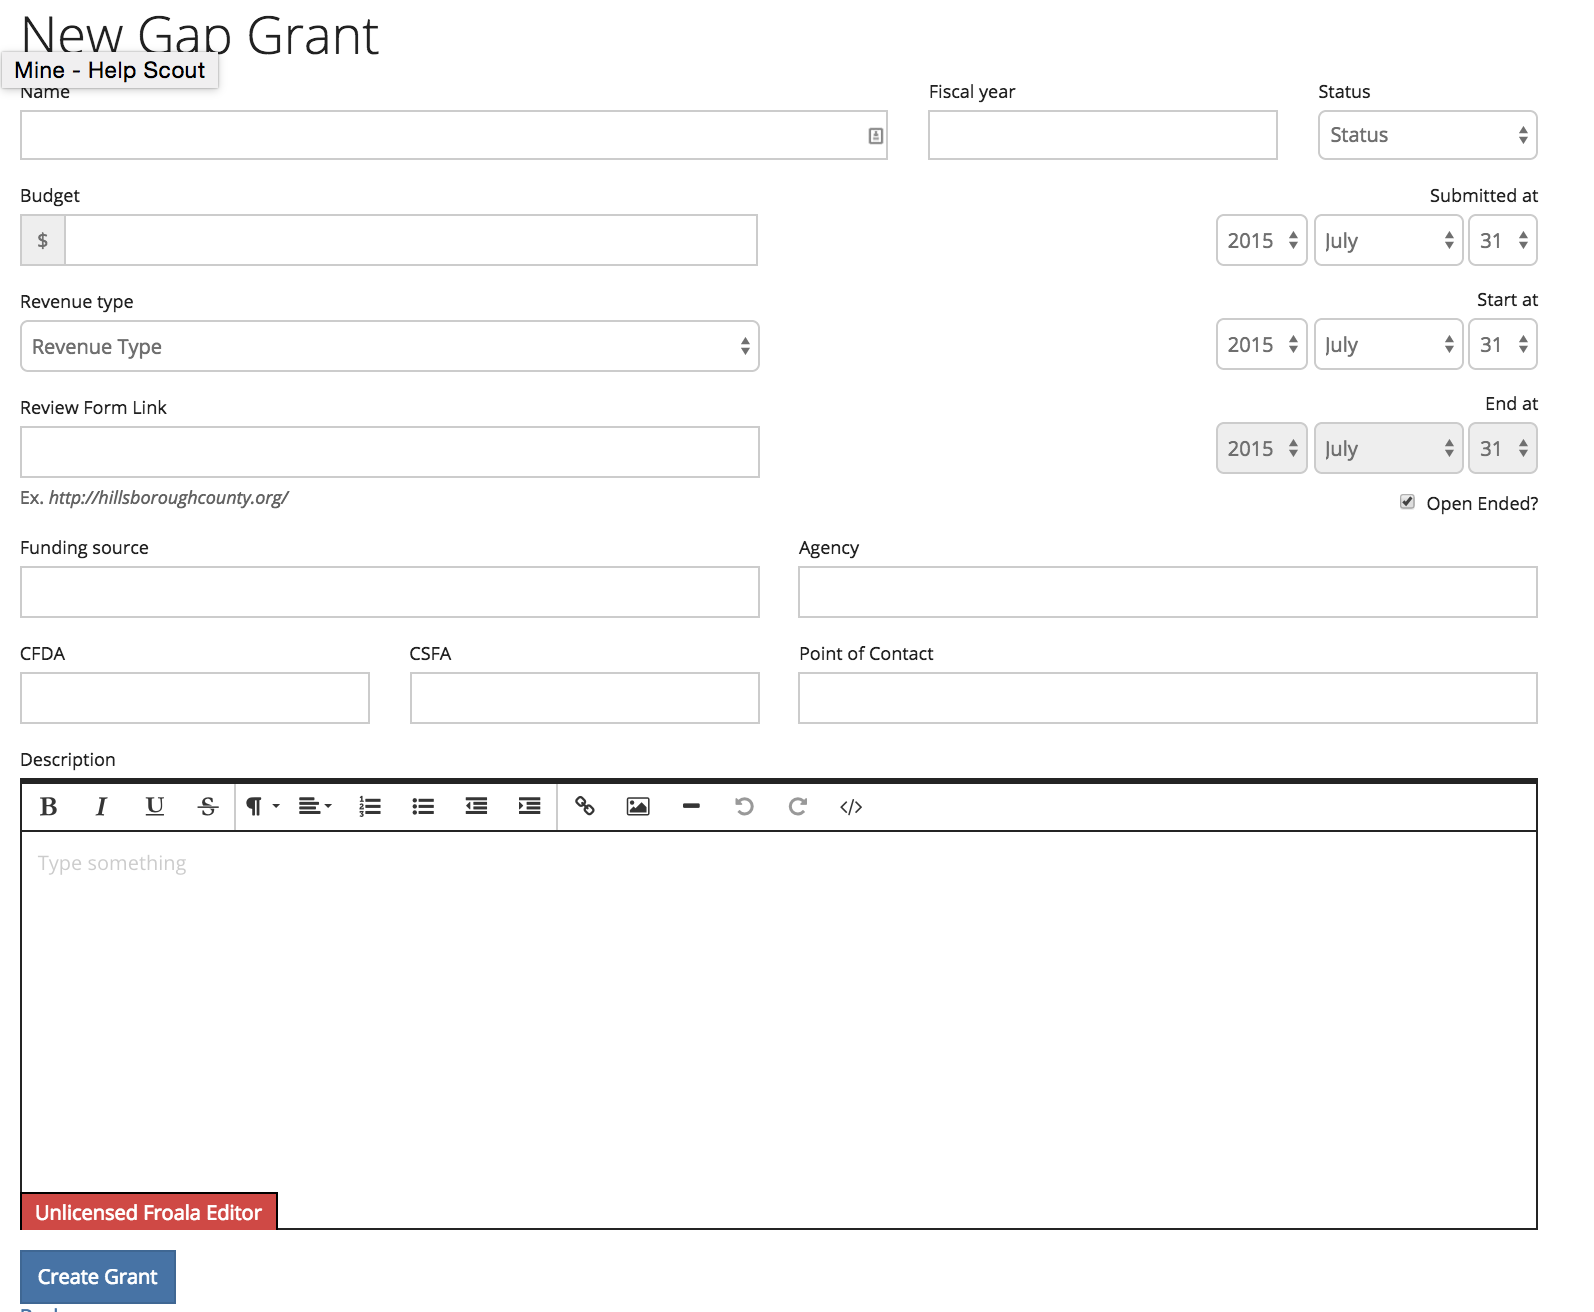 New Gap Grant
Mine - Help Scout
Name
Fiscal year
Status
Status
Budget
Submitted at
$
2015 July 31
Revenue type
Start at
Revenue Type
2015 July 31
Review Form Link
End at
2015 July 31
Ex. http://hillsboroughcounty.org/
Open Ended?
Funding source
Agency
CFDA
CSFA
Point of Contact
Description
B I U S
Type something
Unlicensed Froala Editor
Create Grant